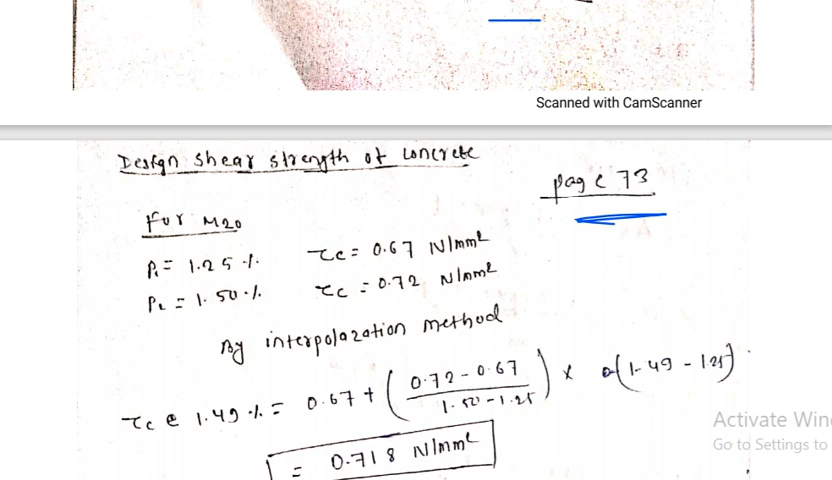 Scanned with CamScanner
Design shear strength of concrete
page 73
For M20
P₁ = 1.25 % τc = 0.67 N/mm²
P₂ = 1.50 % τc = 0.72 N/mm²
By interpolazation method
τc @ 1.49 % = 0.67 + ( (0.72 - 0.67) / (1.50 - 1.25) ) x (1.49 - 1.25)
= 0.718 N/mm²
Activate Win
Go to Settings to